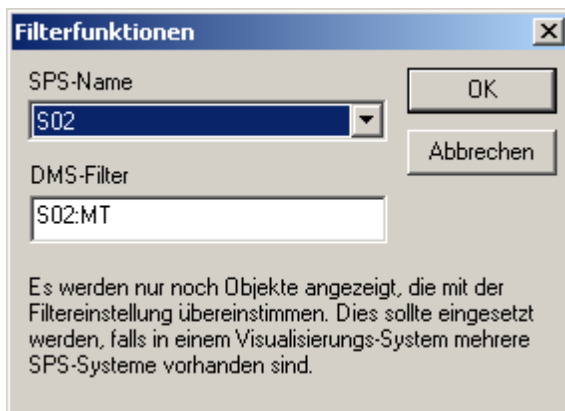 Filterfunktionen
SPS-Name
OK
S02
Abbrechen
DMS-Filter
S02:MT
Es werden nur noch Objekte angezeigt, die mit der
Filtereinstellung übereinstimmen. Dies sollte eingesetzt
werden, falls in einem Visualisierungs-System mehrere
SPS-Systeme vorhanden sind.